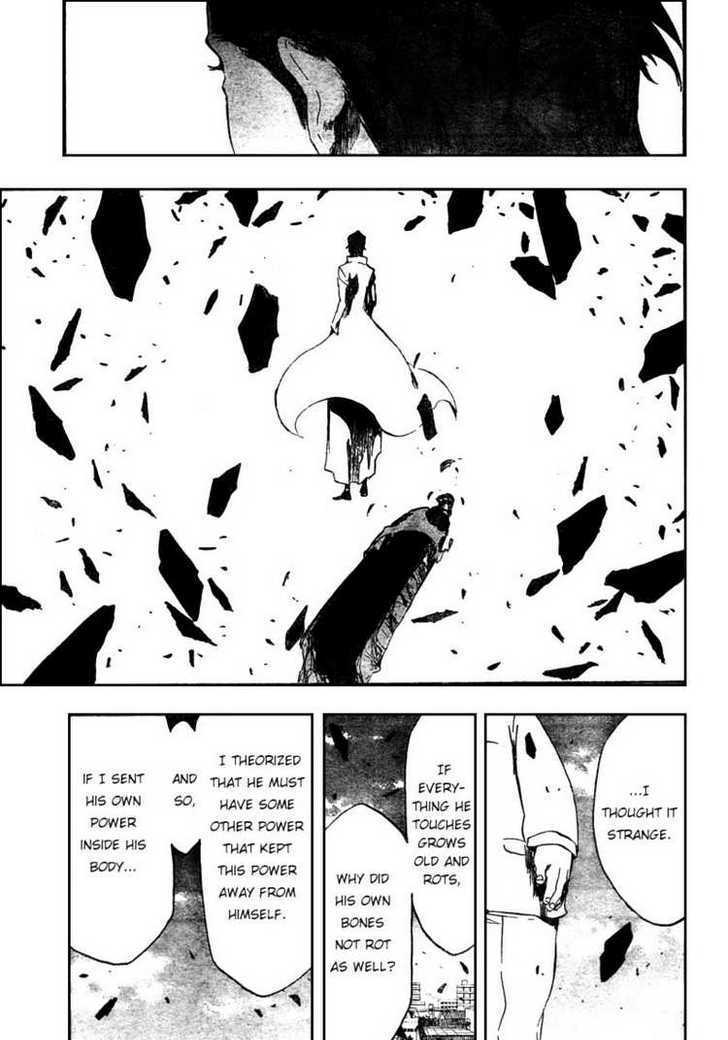 ...I
THOUGHT IT
STRANGE.
IF
EVERY-
THING HE
TOUCHES
GROWS
OLD AND
ROTS,
WHY DID
HIS OWN
BONES
NOT ROT
AS WELL?
I THEORIZED
THAT HE MUST
HAVE SOME
OTHER POWER
THAT KEPT
THIS POWER
AWAY FROM
HIMSELF.
AND
SO,
IF I SENT
HIS OWN
POWER
INSIDE HIS
BODY...